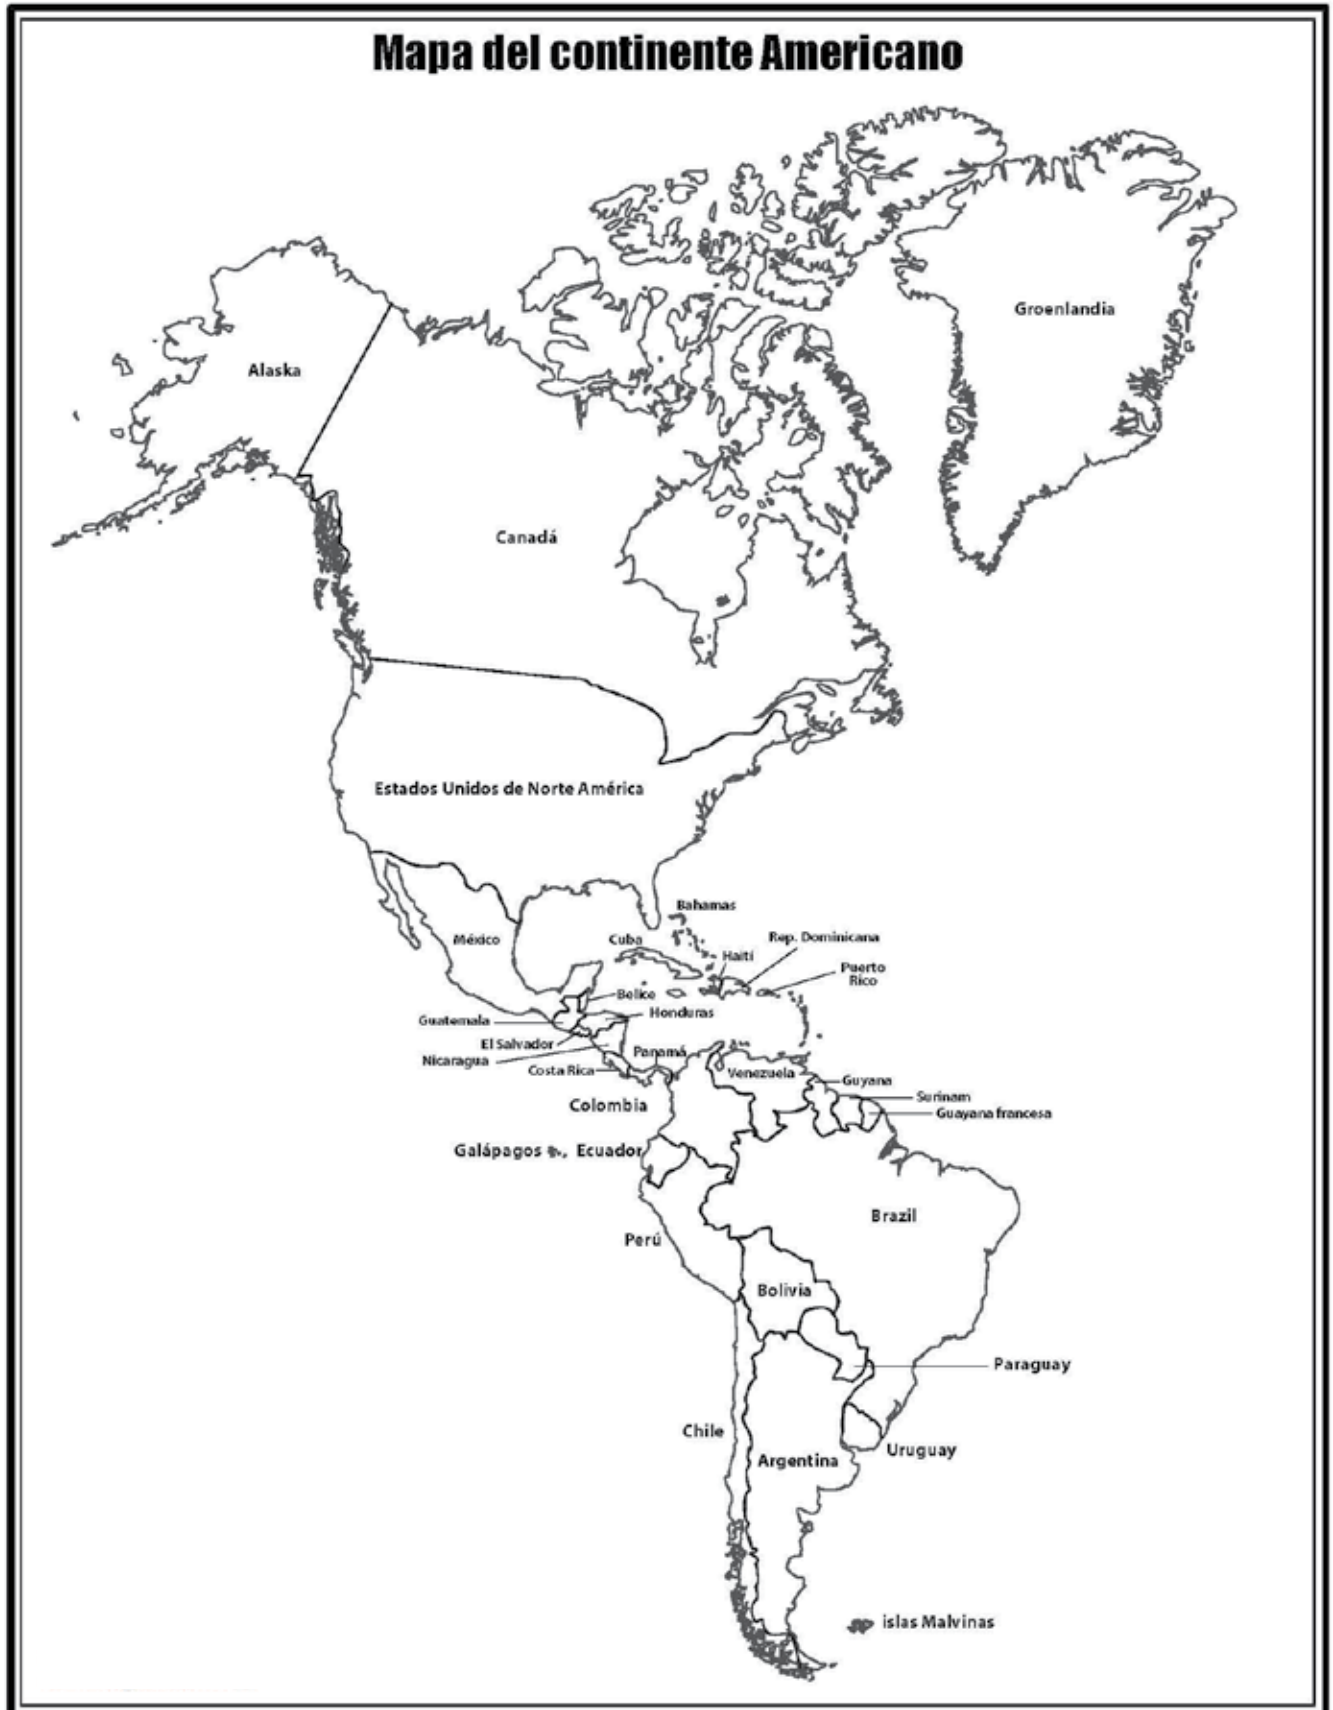 Mapa del continente Americano
Groenlandia
Alaska
Canadá
Estados Unidos de Norte América
Bahamas
México
Cuba
Rep. Dominicana
Haití
Puerto
Rico
Belice
Honduras
Guatemala
El Salvador
Nicaragua
Panamá
Costa Rica
Venezuela
Guyana
Surinam
Guayana francesa
Colombia
Galápagos
Ecuador
Brazil
Perú
Bolivia
Paraguay
Chile
Uruguay
Argentina
islas Malvinas